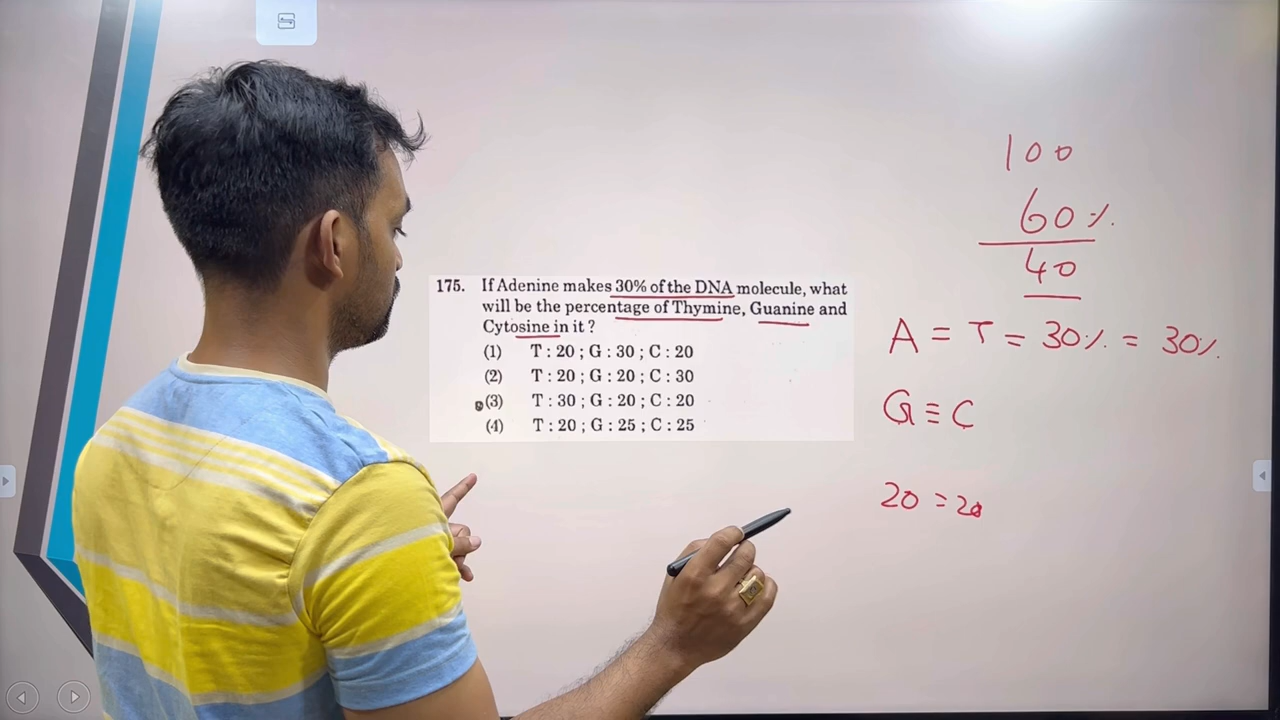 175. If Adenine makes 30% of the DNA molecule, what
will be the percentage of Thymine, Guanine and
Cytosine in it ?
(1) T : 20 ; G : 30 ; C : 20
(2) T : 20 ; G : 20 ; C : 30
(3) T : 30 ; G : 20 ; C : 20
(4) T : 20 ; G : 25 ; C : 25
100
60%
40
A = T = 30% = 30%
G ≡ C
20 = 20